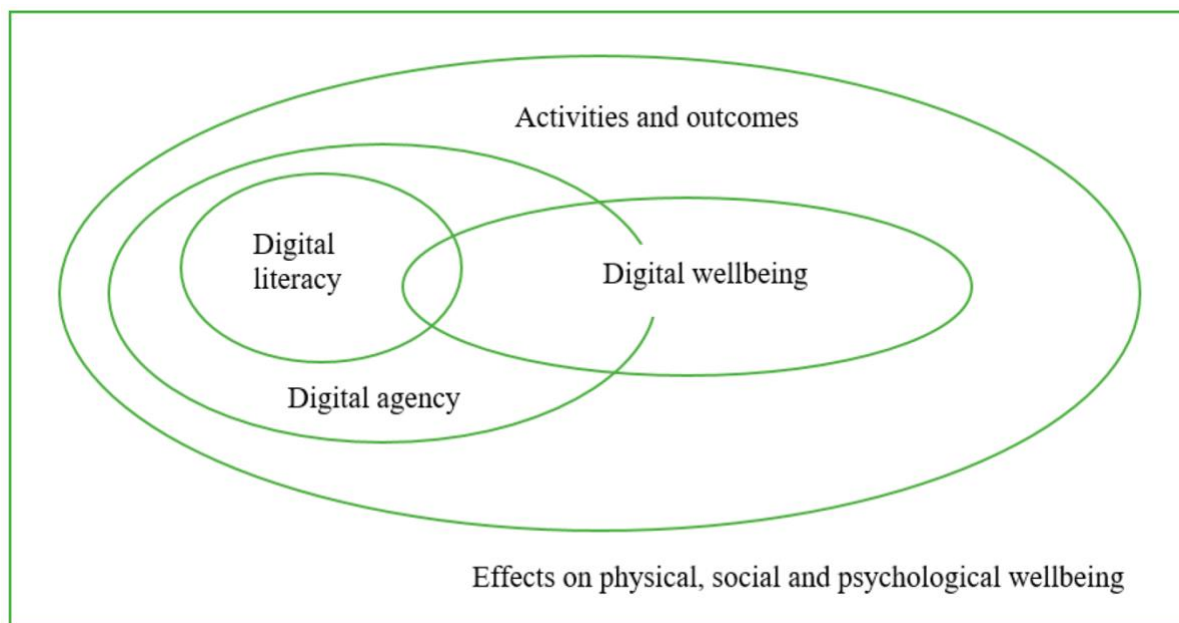 Activities and outcomes
Digital
literacy
Digital wellbeing
Digital agency
Effects on physical, social and psychological wellbeing